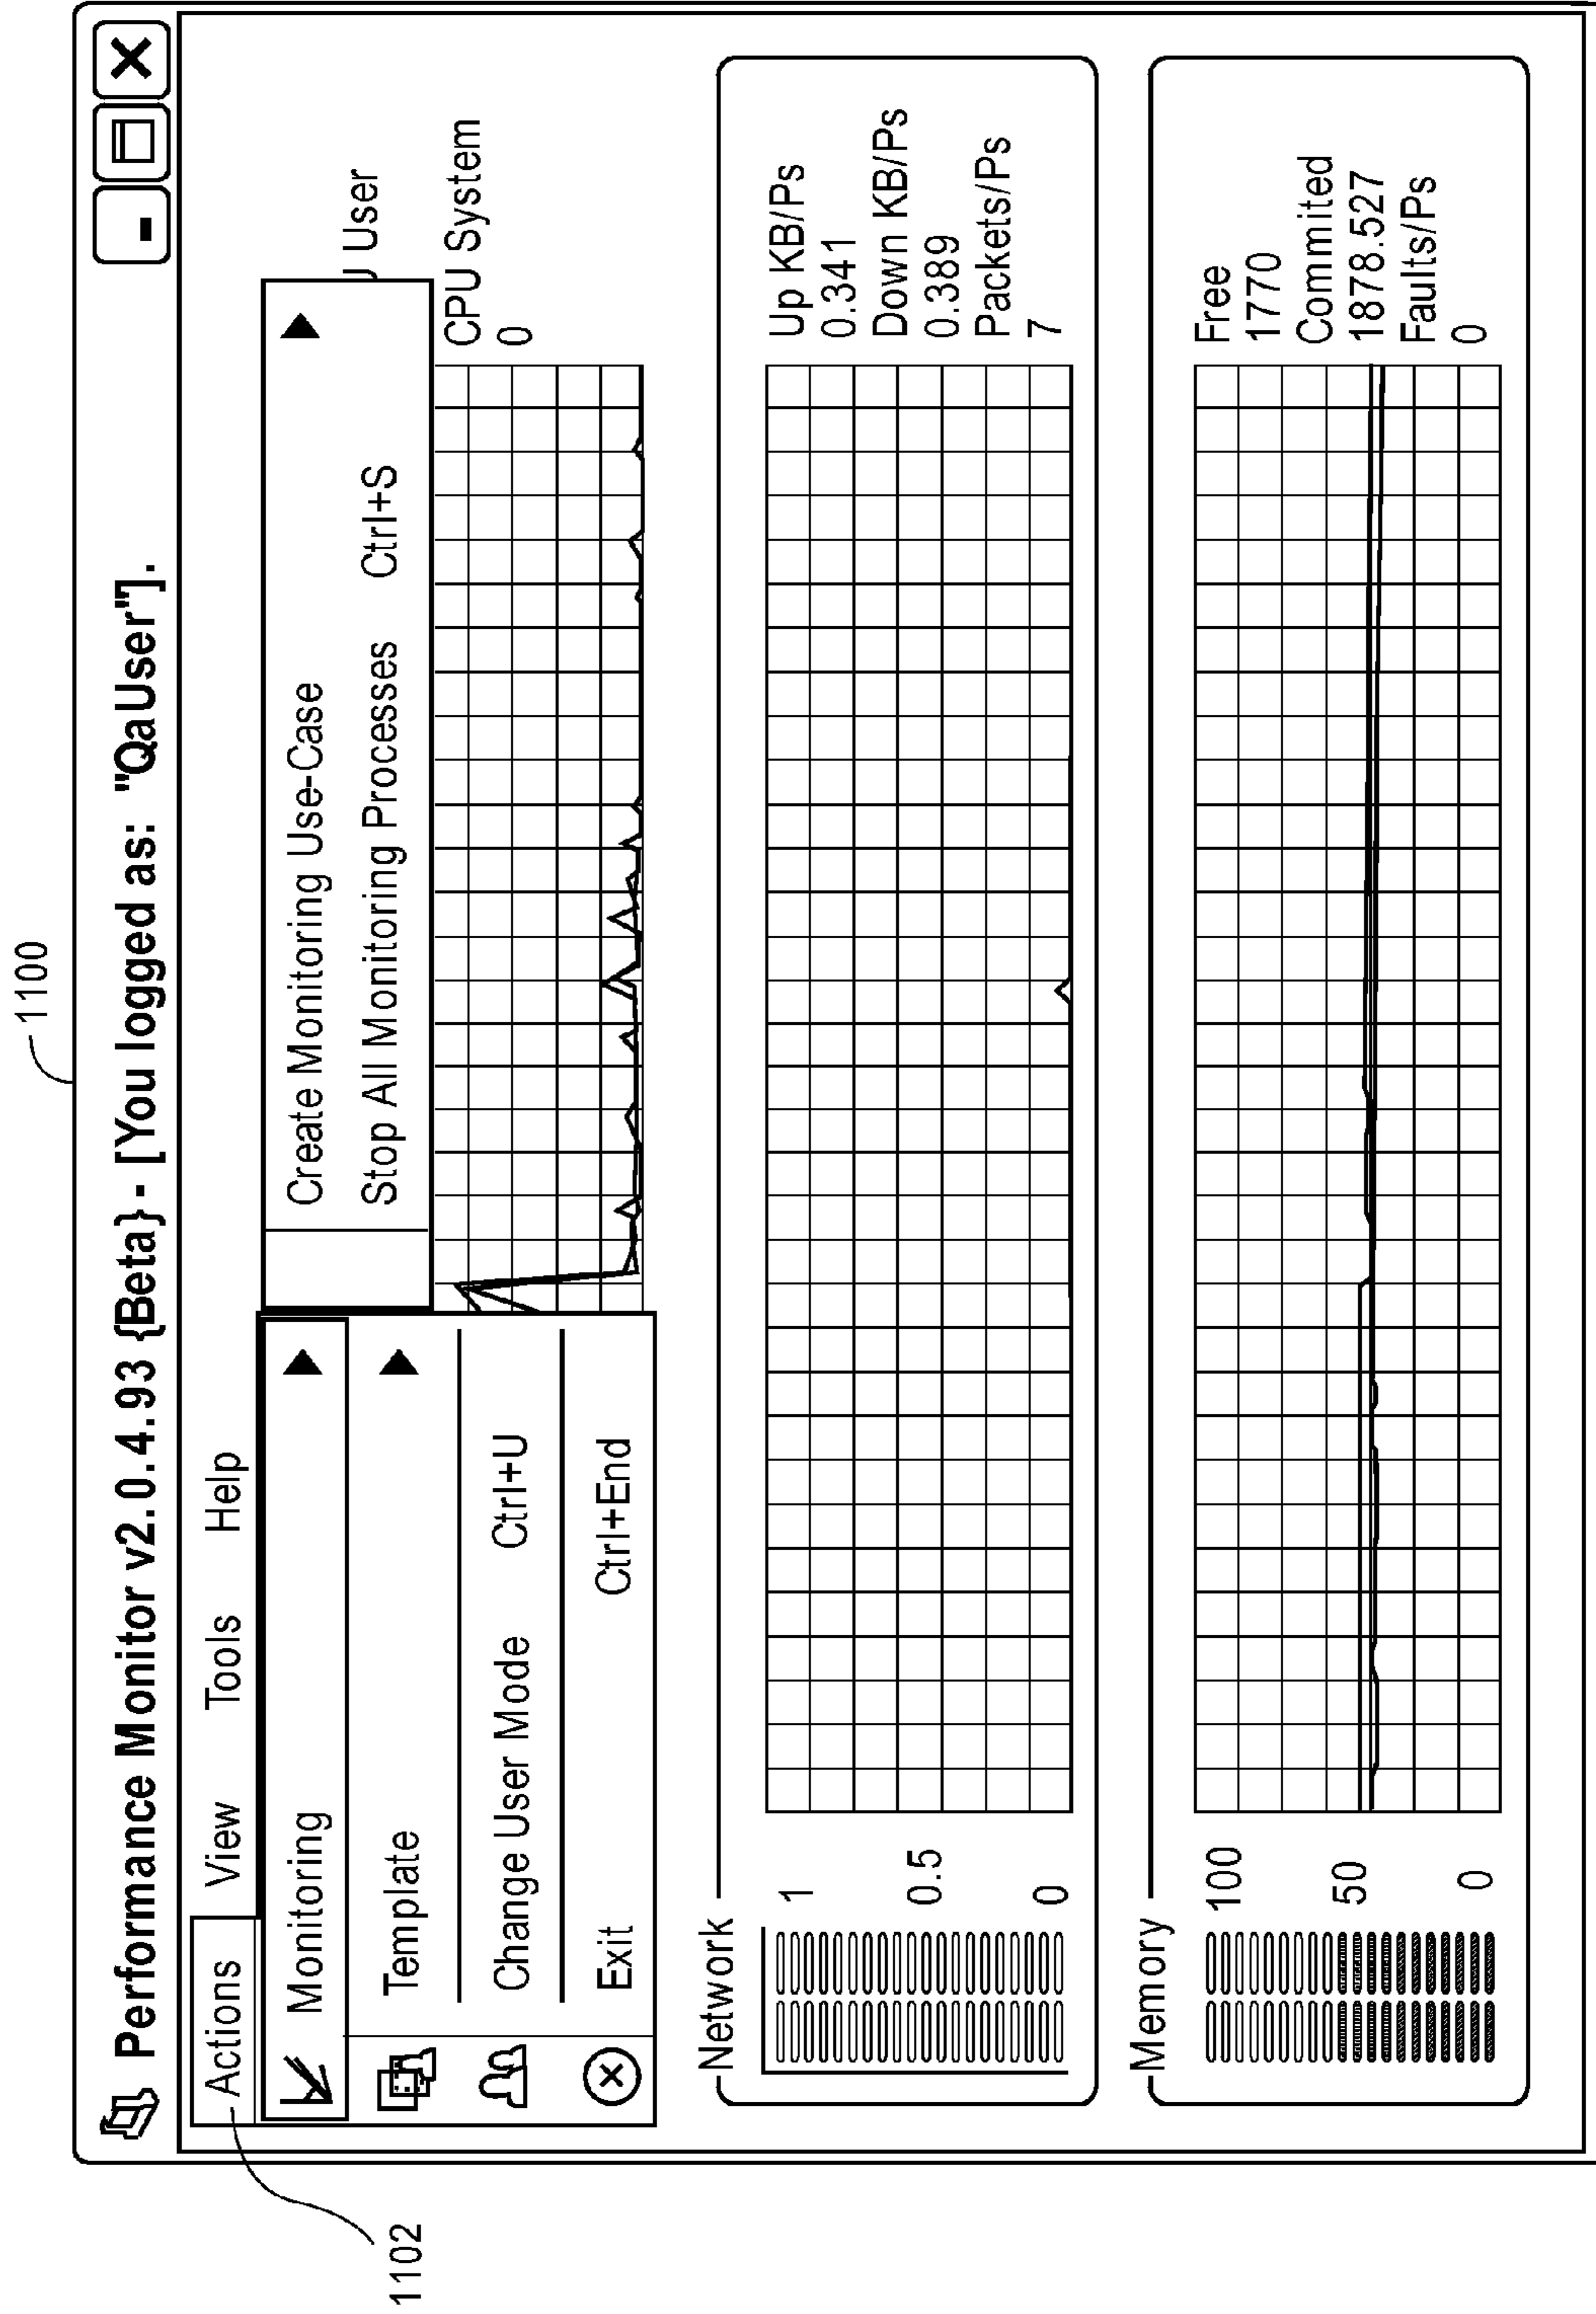 1100
Performance Monitor v2.0.4.93 {Beta} - [You logged as: "QaUser"].
Actions View Tools Help
1102
Monitoring
Create Monitoring Use-Case
Stop All Monitoring Processes Ctrl+S
Template
Change User Mode Ctrl+U
Exit Ctrl+End
User
CPU System
0
Network
1
0.5
0
Up KB/Ps
0.341
Down KB/Ps
0.389
Packets/Ps
7
Memory
100
50
0
Free
1770
Commited
1878.527
Faults/Ps
0